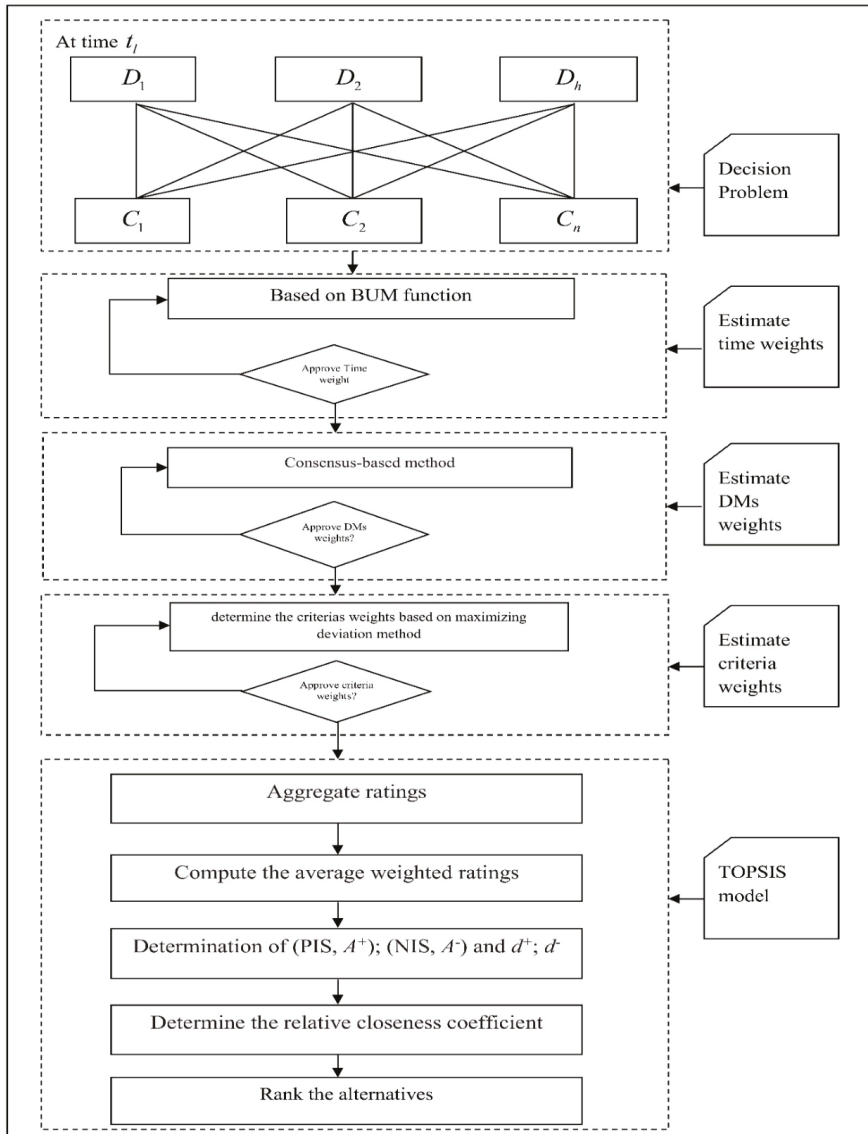 At time t_l
D_1
D_2
D_h
C_1
C_2
C_n
Decision
Problem
Based on BUM function
Approve Time
weight
Estimate
time weights
Consensus-based method
Approve DMs
weights?
Estimate
DMs
weights
determine the criterias weights based on maximizing
deviation method
Approve criteria
weights?
Estimate
criteria
weights
Aggregate ratings
Compute the average weighted ratings
Determination of (PIS, A⁺); (NIS, A⁻) and d⁺; d⁻
Determine the relative closeness coefficient
Rank the alternatives
TOPSIS
model